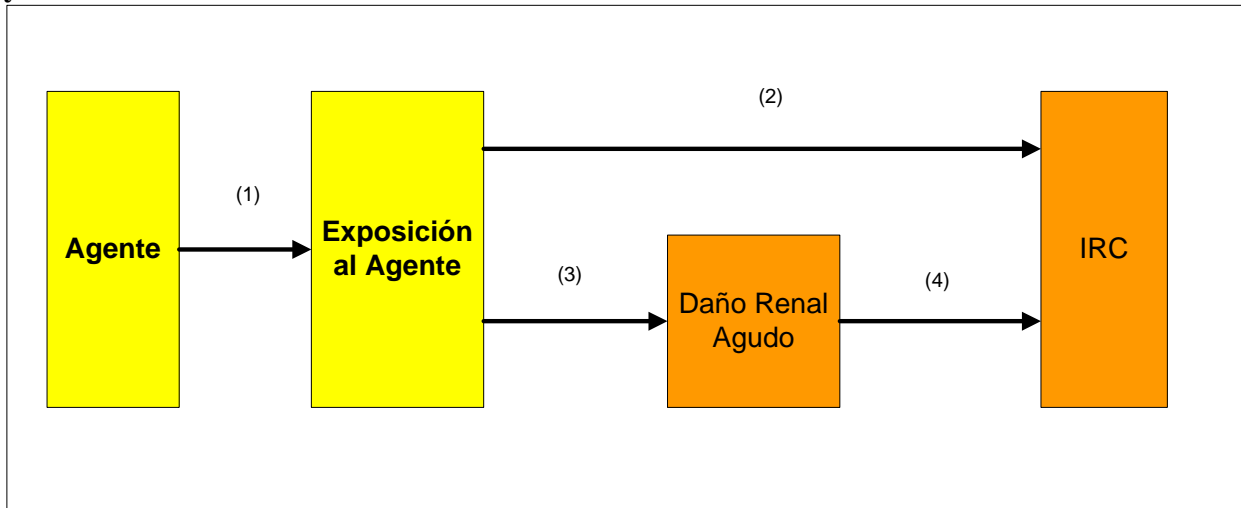 (2)
(1)
Agente
Exposición
al Agente
(3)
Daño Renal
Agudo
(4)
IRC